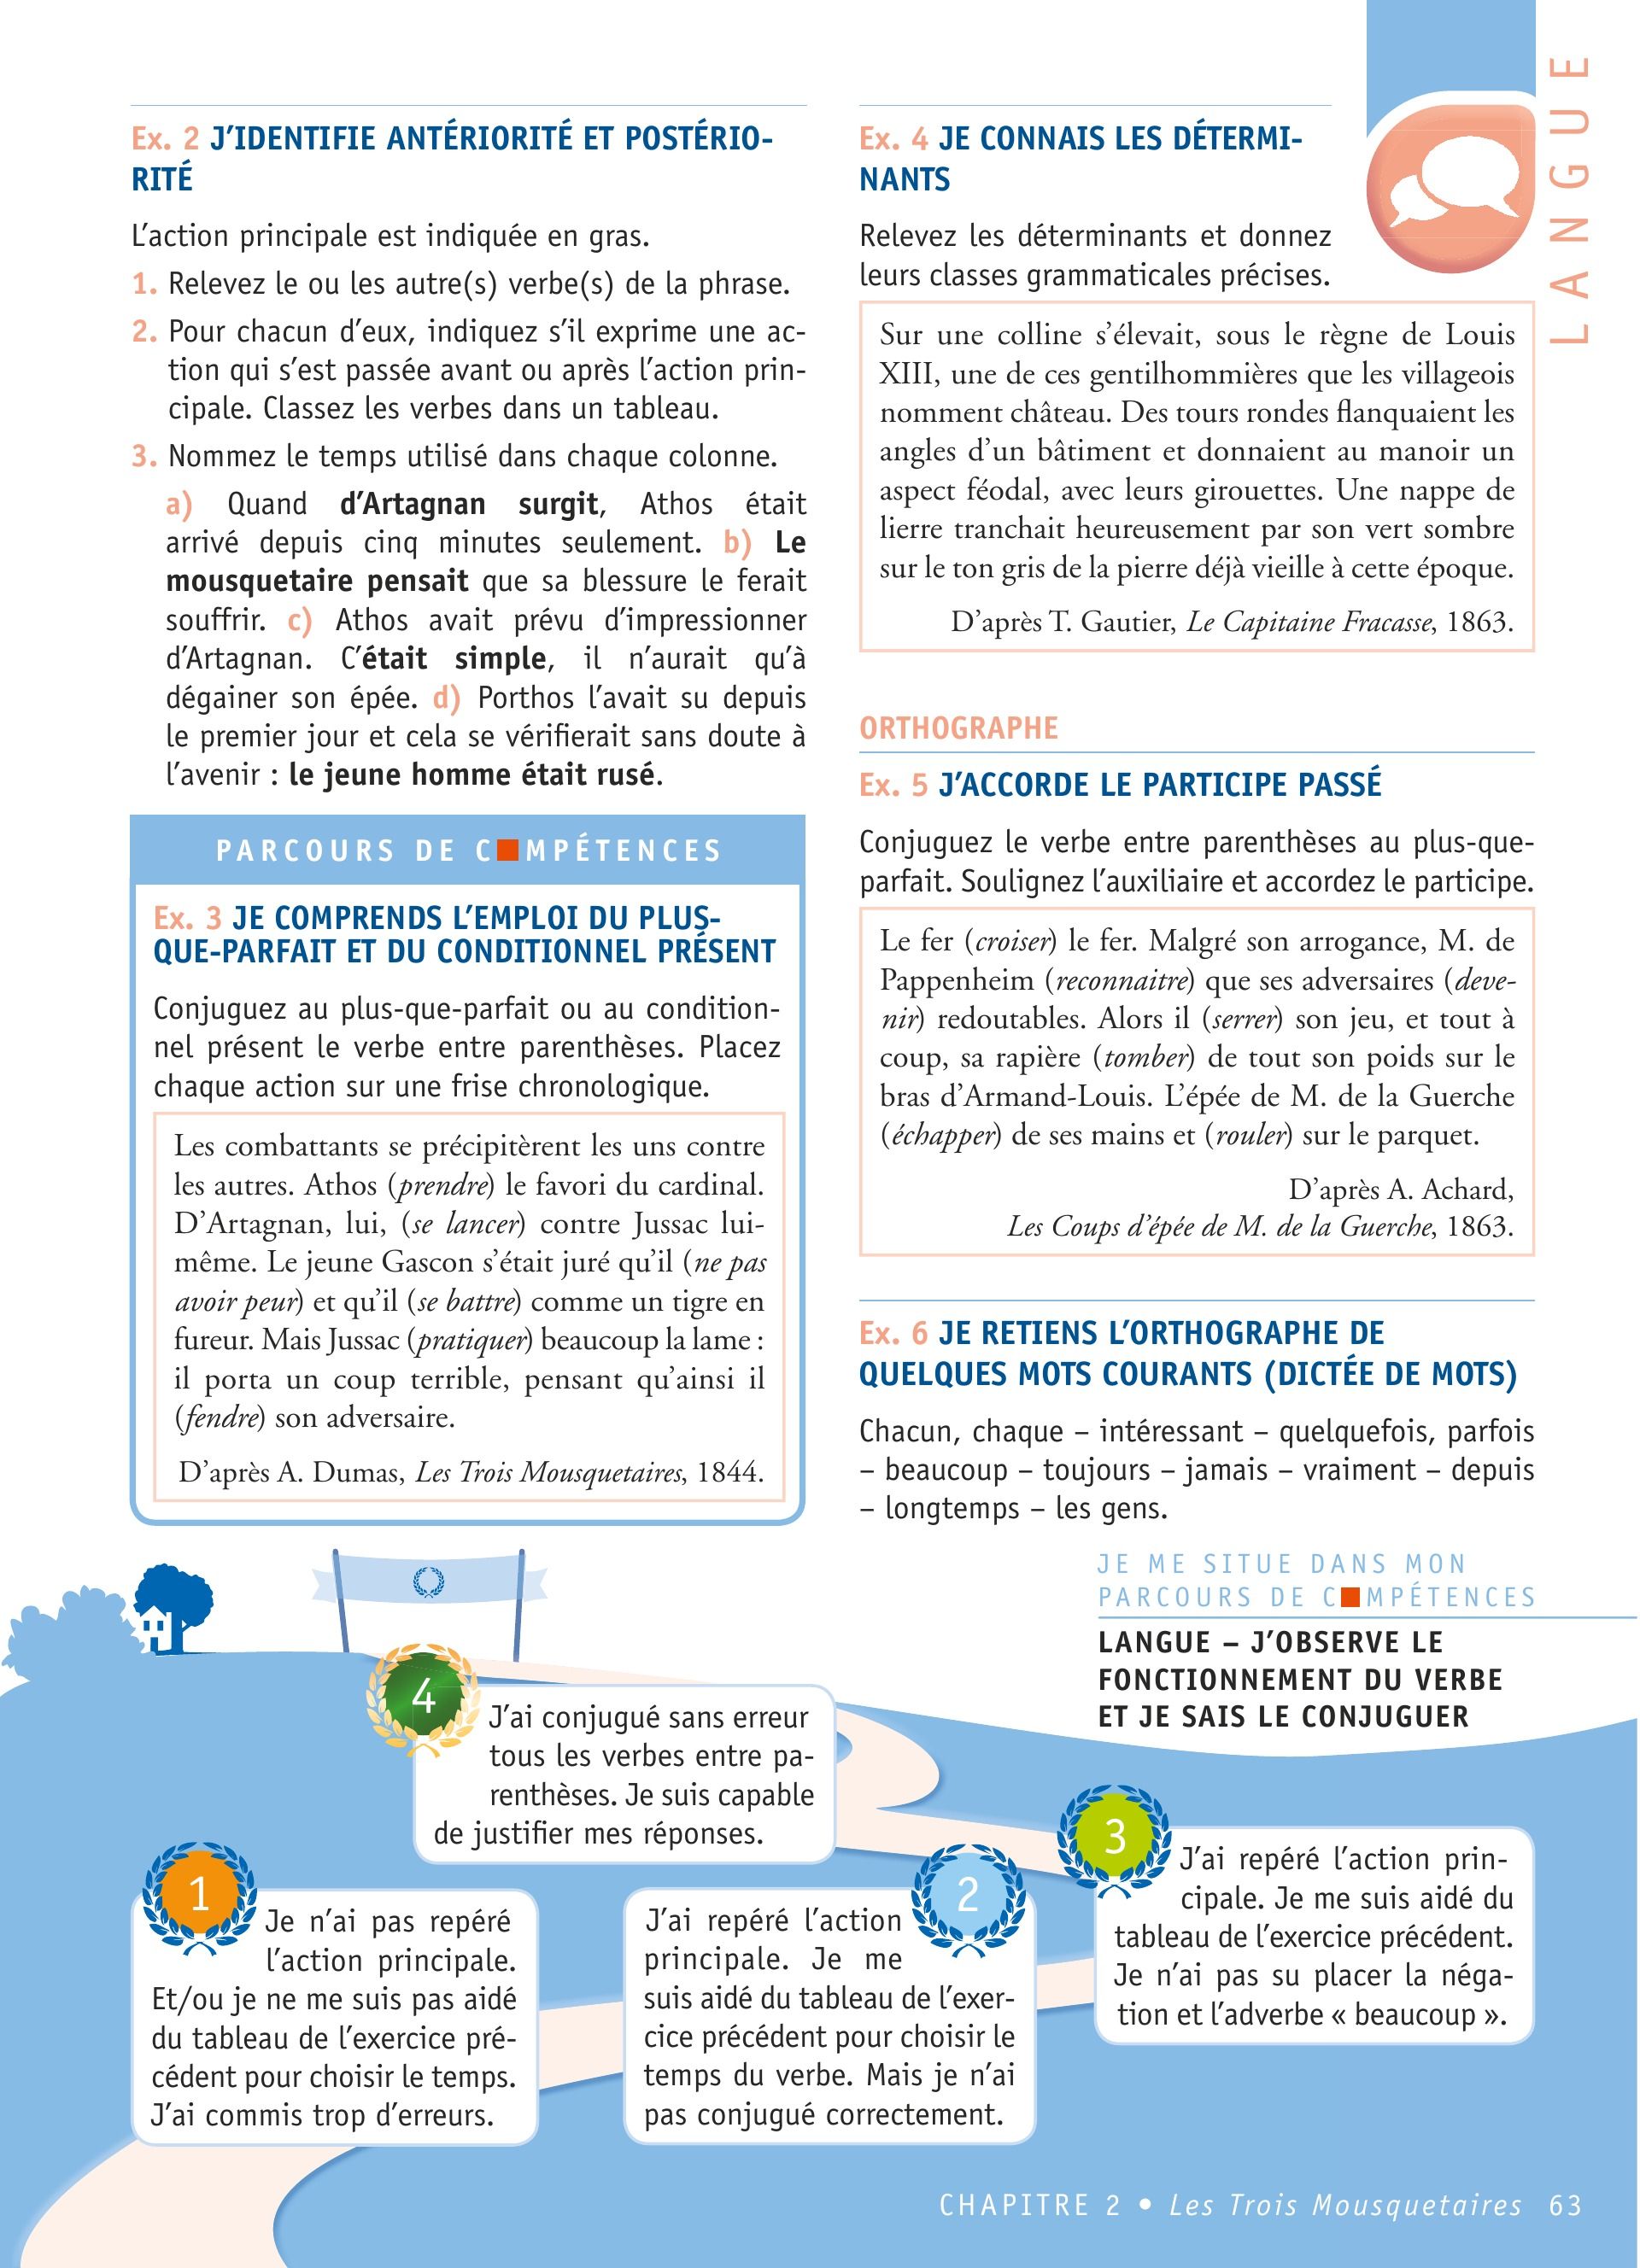 LANGUE
Ex. 2 J’IDENTIFIE ANTÉRIORITÉ ET POSTÉRIO-
RITÉ
L’action principale est indiquée en gras.
1. Relevez le ou les autre(s) verbe(s) de la phrase.
2. Pour chacun d’eux, indiquez s’il exprime une ac-
tion qui s’est passée avant ou après l’action prin-
cipale. Classez les verbes dans un tableau.
3. Nommez le temps utilisé dans chaque colonne.
a) Quand d’Artagnan surgit, Athos était
arrivé depuis cinq minutes seulement. b) Le
mousquetaire pensait que sa blessure le ferait
souffrir. c) Athos avait prévu d’impressionner
d’Artagnan. C’était simple, il n’aurait qu’à
dégainer son épée. d) Porthos l’avait su depuis
le premier jour et cela se vérifierait sans doute à
l’avenir : le jeune homme était rusé.
PARCOURS DE C■MPÉTENCES
Ex. 3 JE COMPRENDS L’EMPLOI DU PLUS-
QUE-PARFAIT ET DU CONDITIONNEL PRÉSENT
Conjuguez au plus-que-parfait ou au condition-
nel présent le verbe entre parenthèses. Placez
chaque action sur une frise chronologique.
Les combattants se précipitèrent les uns contre
les autres. Athos (prendre) le favori du cardinal.
D’Artagnan, lui, (se lancer) contre Jussac lui-
même. Le jeune Gascon s’était juré qu’il (ne pas
avoir peur) et qu’il (se battre) comme un tigre en
fureur. Mais Jussac (pratiquer) beaucoup la lame :
il porta un coup terrible, pensant qu’ainsi il
(fendre) son adversaire.
D’après A. Dumas, Les Trois Mousquetaires, 1844.
Ex. 4 JE CONNAIS LES DÉTERMI-
NANTS
Relevez les déterminants et donnez
leurs classes grammaticales précises.
Sur une colline s’élevait, sous le règne de Louis
XIII, une de ces gentilhommières que les villageois
nomment château. Des tours rondes flanquaient les
angles d’un bâtiment et donnaient au manoir un
aspect féodal, avec leurs girouettes. Une nappe de
lierre tranchait heureusement par son vert sombre
sur le ton gris de la pierre déjà vieille à cette époque.
D’après T. Gautier, Le Capitaine Fracasse, 1863.
ORTHOGRAPHE
Ex. 5 J’ACCORDE LE PARTICIPE PASSÉ
Conjuguez le verbe entre parenthèses au plus-que-
parfait. Soulignez l’auxiliaire et accordez le participe.
Le fer (croiser) le fer. Malgré son arrogance, M. de
Pappenheim (reconnaitre) que ses adversaires (deve-
nir) redoutables. Alors il (serrer) son jeu, et tout à
coup, sa rapière (tomber) de tout son poids sur le
bras d’Armand-Louis. L’épée de M. de la Guerche
(échapper) de ses mains et (rouler) sur le parquet.
D’après A. Achard,
Les Coups d’épée de M. de la Guerche, 1863.
Ex. 6 JE RETIENS L’ORTHOGRAPHE DE
QUELQUES MOTS COURANTS (DICTÉE DE MOTS)
Chacun, chaque – intéressant – quelquefois, parfois
– beaucoup – toujours – jamais – vraiment – depuis
– longtemps – les gens.
JE ME SITUE DANS MON
PARCOURS DE C■MPÉTENCES
LANGUE – J’OBSERVE LE
FONCTIONNEMENT DU VERBE
ET JE SAIS LE CONJUGUER
4
J’ai conjugué sans erreur
tous les verbes entre pa-
renthèses. Je suis capable
de justifier mes réponses.
1
Je n’ai pas repéré
l’action principale.
Et/ou je ne me suis pas aidé
du tableau de l’exercice pré-
cédent pour choisir le temps.
J’ai commis trop d’erreurs.
2
J’ai repéré l’action
principale. Je me
suis aidé du tableau de l’exer-
cice précédent pour choisir le
temps du verbe. Mais je n’ai
pas conjugué correctement.
3
J’ai repéré l’action prin-
cipale. Je me suis aidé du
tableau de l’exercice précédent.
Je n’ai pas su placer la néga-
tion et l’adverbe « beaucoup ».
CHAPITRE 2 • Les Trois Mousquetaires 63